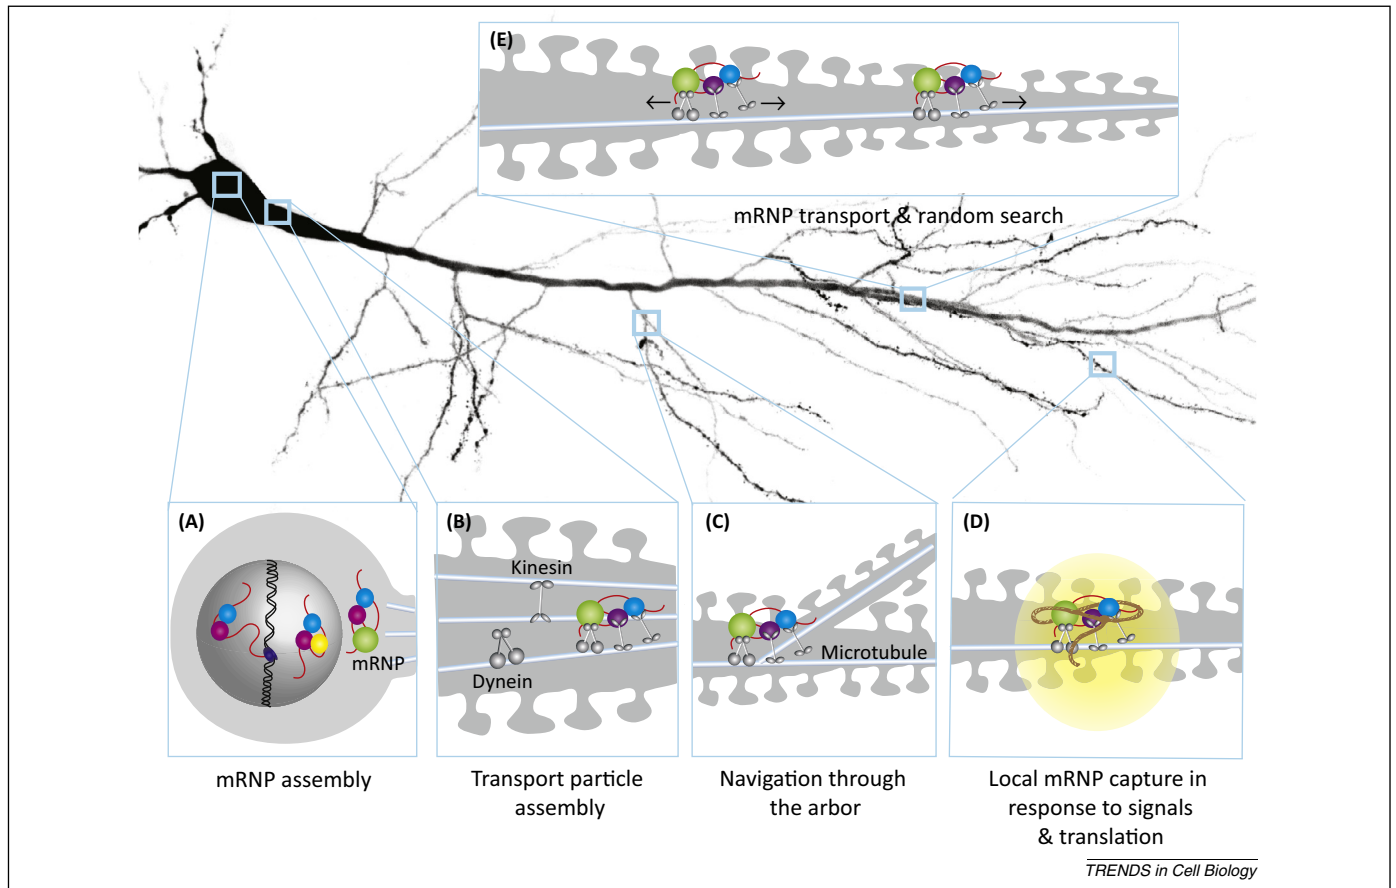 (E)
mRNP transport & random search
(A)
mRNP
mRNP assembly
(B)
Kinesin
Dynein
Transport particle
assembly
(C)
Microtubule
Navigation through
the arbor
(D)
Local mRNP capture in
response to signals
& translation
TRENDS in Cell Biology